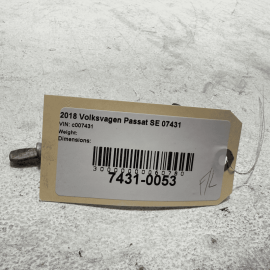 2018 Volkswagen Passat SE 07431
VIN: c007431
Weight:
Dimensions:
7431-0053
F/L